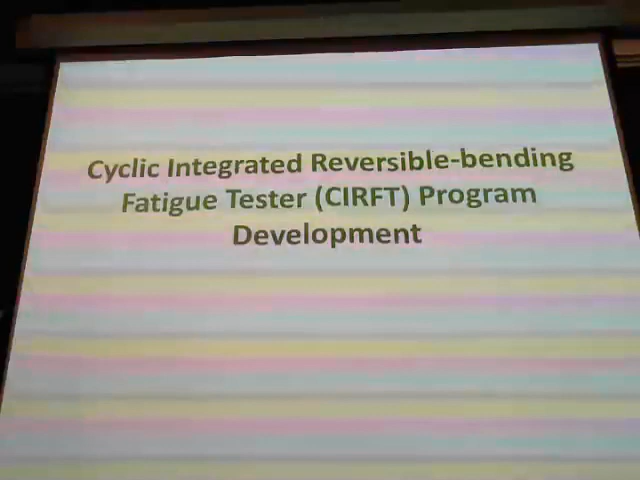 Cyclic Integrated Reversible-bending
Fatigue Tester (CIRFT) Program
Development